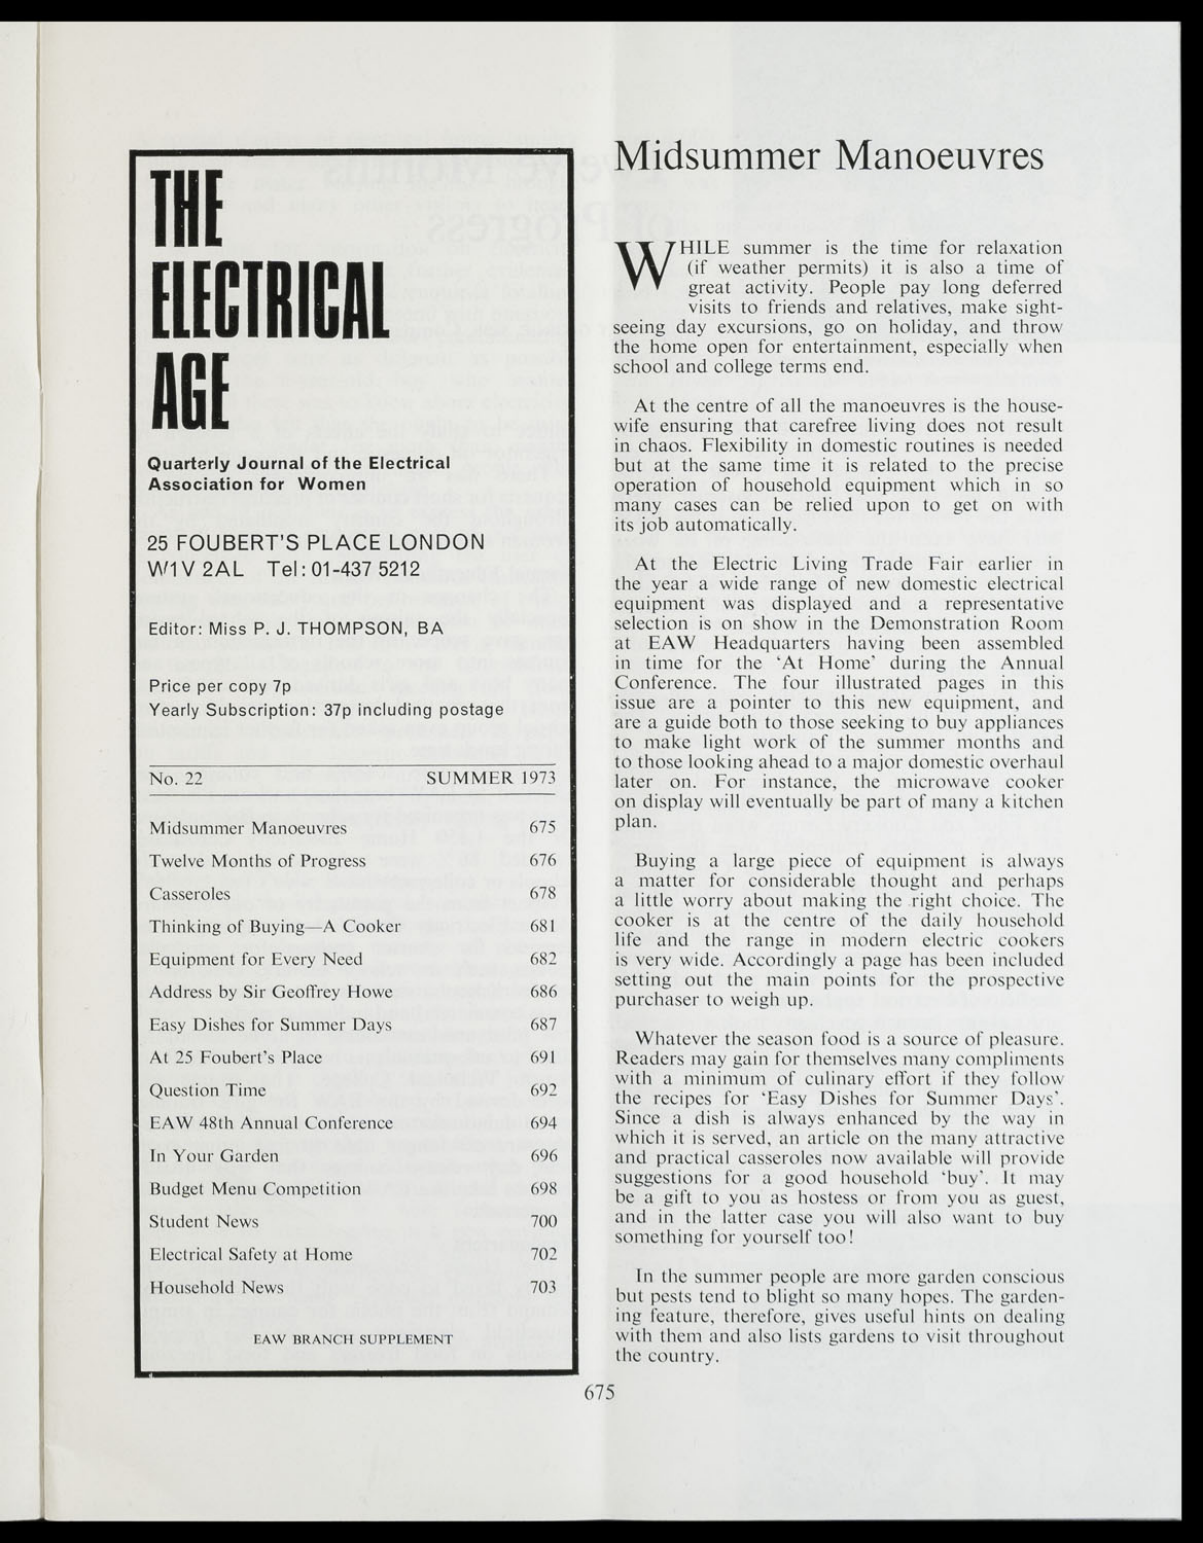 THE
ELECTRICAL
AGE
Quarterly Journal of the Electrical
Association for Women
25 FOUBERT'S PLACE LONDON
W1V 2AL Tel: 01-437 5212
Editor: Miss P. J. THOMPSON, BA
Price per copy 7p
Yearly Subscription: 37p including postage
No. 22 SUMMER 1973
Midsummer Manoeuvres 675
Twelve Months of Progress 676
Casseroles 678
Thinking of Buying—A Cooker 681
Equipment for Every Need 682
Address by Sir Geoffrey Howe 686
Easy Dishes for Summer Days 687
At 25 Foubert's Place 691
Question Time 692
EAW 48th Annual Conference 694
In Your Garden 696
Budget Menu Competition 698
Student News 700
Electrical Safety at Home 702
Household News 703
EAW BRANCH SUPPLEMENT
Midsummer Manoeuvres
WHILE summer is the time for relaxation
(if weather permits) it is also a time of
great activity. People pay long deferred
visits to friends and relatives, make sight-
seeing day excursions, go on holiday, and throw
the home open for entertainment, especially when
school and college terms end.
At the centre of all the manoeuvres is the house-
wife ensuring that carefree living does not result
in chaos. Flexibility in domestic routines is needed
but at the same time it is related to the precise
operation of household equipment which in so
many cases can be relied upon to get on with
its job automatically.
At the Electric Living Trade Fair earlier in
the year a wide range of new domestic electrical
equipment was displayed and a representative
selection is on show in the Demonstration Room
at EAW Headquarters having been assembled
in time for the 'At Home' during the Annual
Conference. The four illustrated pages in this
issue are a pointer to this new equipment, and
are a guide both to those seeking to buy appliances
to make light work of the summer months and
to those looking ahead to a major domestic overhaul
later on. For instance, the microwave cooker
on display will eventually be part of many a kitchen
plan.
Buying a large piece of equipment is always
a matter for considerable thought and perhaps
a little worry about making the right choice. The
cooker is at the centre of the daily household
life and the range in modern electric cookers
is very wide. Accordingly a page has been included
setting out the main points for the prospective
purchaser to weigh up.
Whatever the season food is a source of pleasure.
Readers may gain for themselves many compliments
with a minimum of culinary effort if they follow
the recipes for 'Easy Dishes for Summer Days'.
Since a dish is always enhanced by the way in
which it is served, an article on the many attractive
and practical casseroles now available will provide
suggestions for a good household 'buy'. It may
be a gift to you as hostess or from you as guest,
and in the latter case you will also want to buy
something for yourself too!
In the summer people are more garden conscious
but pests tend to blight so many hopes. The garden-
ing feature, therefore, gives useful hints on dealing
with them and also lists gardens to visit throughout
the country.
675